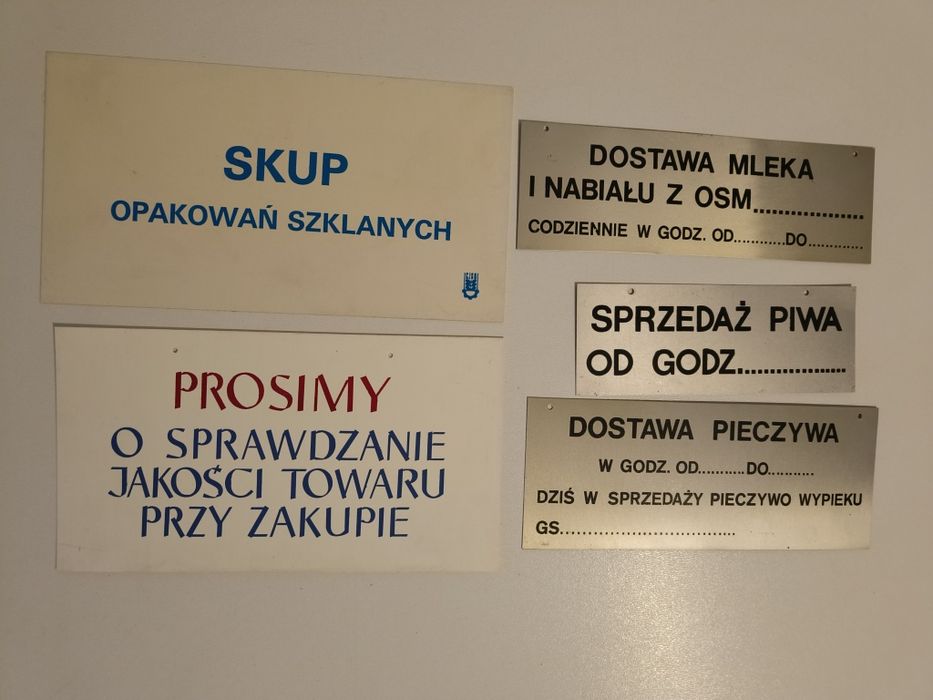 SKUP
OPAKOWAŃ SZKLANYCH
PROSIMY
O SPRAWDZANIE
JAKOŚCI TOWARU
PRZY ZAKUPIE
DOSTAWA MLEKA
I NABIAŁU Z OSM..................
CODZIENNIE W GODZ. OD............DO.............
SPRZEDAŻ PIWA
OD GODZ.................
DOSTAWA PIECZYWA
W GODZ. OD..........DO..........
DZIŚ W SPRZEDAŻY PIECZYWO WYPIEKU
GS..............................